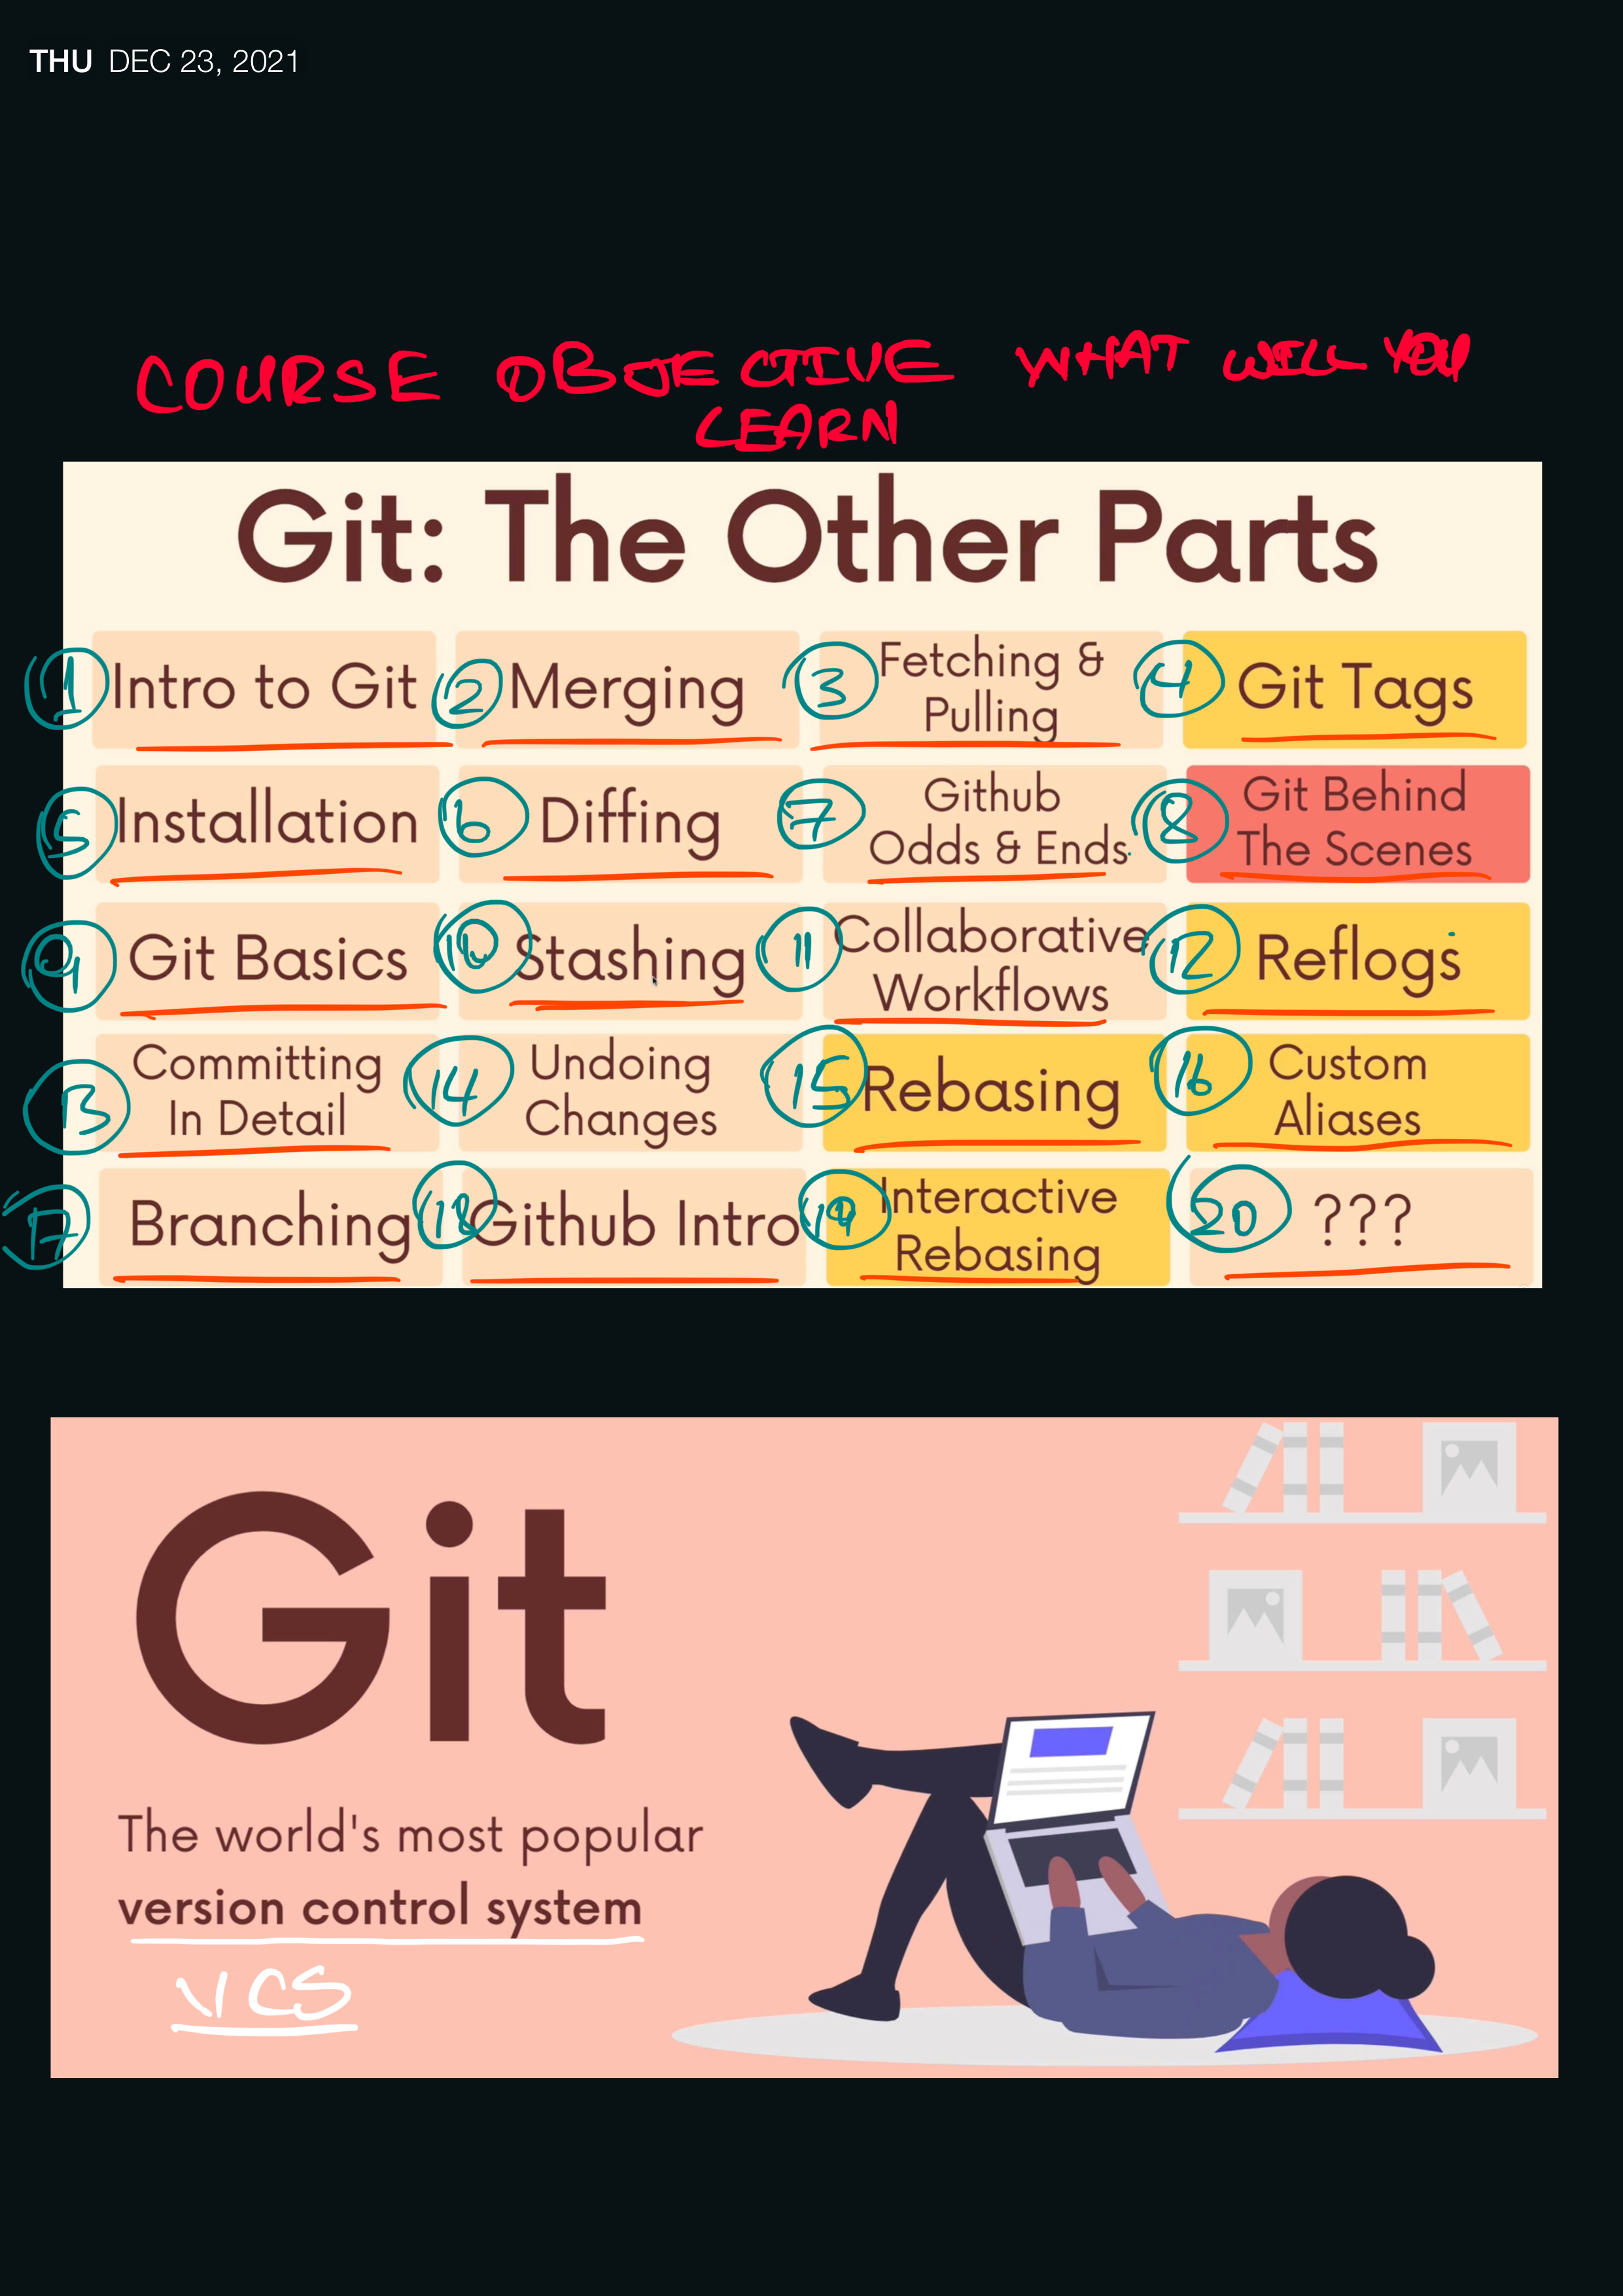 THU DEC 23, 2021
COURSE OBJECTIVE WHAT WILL YOU
LEARN
Git: The Other Parts
1 Intro to Git
2 Merging
3 Fetching &
Pulling
4 Git Tags
5 Installation
6 Diffing
7 Github
Odds & Ends
8 Git Behind
The Scenes
9 Git Basics
10 Stashing
11 Collaborative
Workflows
12 Reflogs
13 Committing
In Detail
14 Undoing
Changes
15 Rebasing
16 Custom
Aliases
17 Branching
18 Github Intro
19 Interactive
Rebasing
20 ???
Git
The world's most popular
version control system
VCS